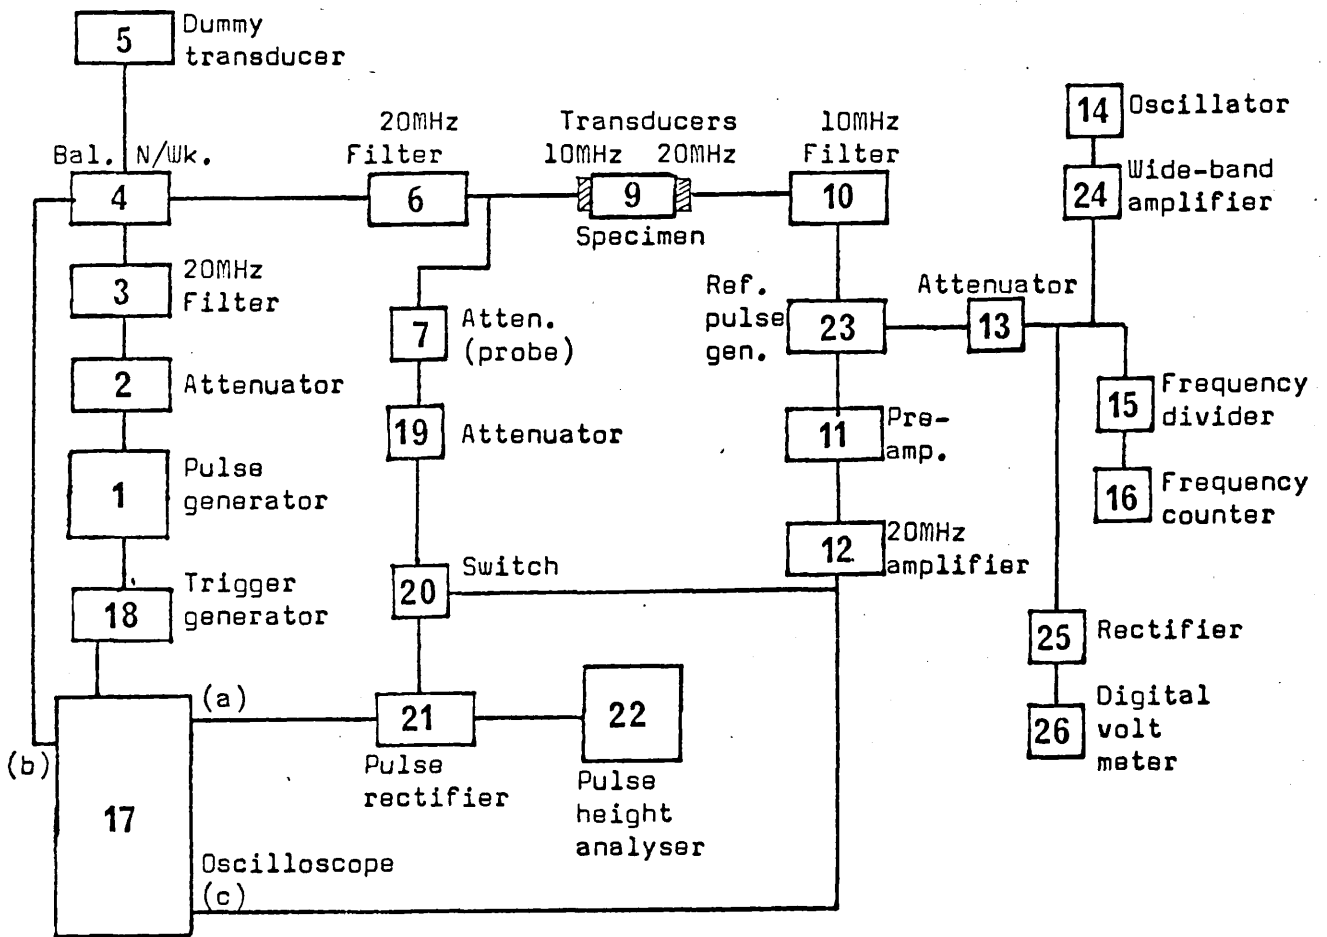 5
Dummy
transducer
Bal. N/Wk.
4
20MHz
Filter
6
Transducers
10MHz 20MHz
9
Specimen
10MHz
Filter
10
14
Oscillator
24
Wide-band
amplifier
3
20MHz
Filter
7
Atten.
(probe)
Ref.
pulse
gen.
23
Attenuator
13
2
Attenuator
19
Attenuator
11
Pre-
amp.
15
Frequency
divider
1
Pulse
generator
16
Frequency
counter
12
20MHz
amplifier
18
Trigger
generator
20
Switch
25
Rectifier
26
Digital
volt
meter
(a)
(b)
17
Oscilloscope
(c)
21
Pulse
rectifier
22
Pulse
height
analyser